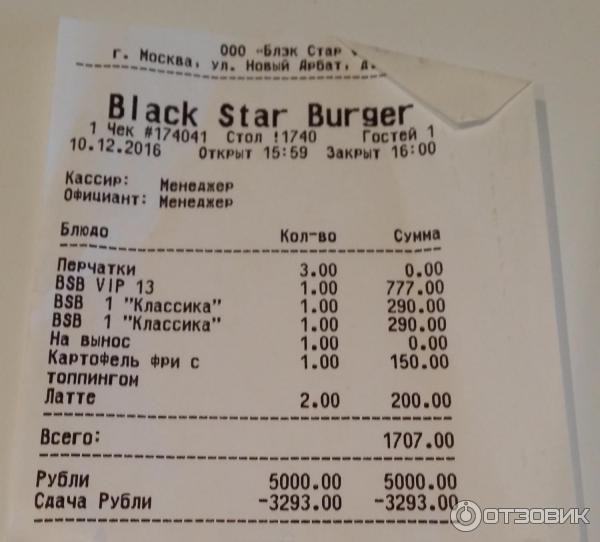 ООО «Блэк Стар
г. Москва, ул. Новый Арбат, д.
Black Star Burger
1 Чек #174041 Стол !1740 Гостей 1
10.12.2016 Открыт 15:59 Закрыт 16:00
Кассир: Менеджер
Официант: Менеджер
Блюдо Кол-во Сумма
Перчатки 3.00 0.00
BSB VIP 13 1.00 777.00
BSB 1 "Классика" 1.00 290.00
BSB 1 "Классика" 1.00 290.00
На вынос 1.00 0.00
Картофель фри с 1.00 150.00
топпингом
Латте 2.00 200.00
Всего: 1707.00
Рубли 5000.00 5000.00
Сдача Рубли -3293.00 -3293.00
ОТЗОВИК